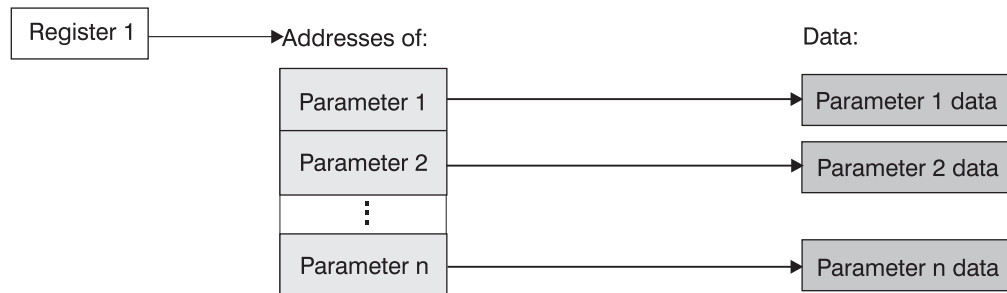 Register 1
Addresses of:
Data:
Parameter 1
Parameter 1 data
Parameter 2
Parameter 2 data
Parameter n
Parameter n data